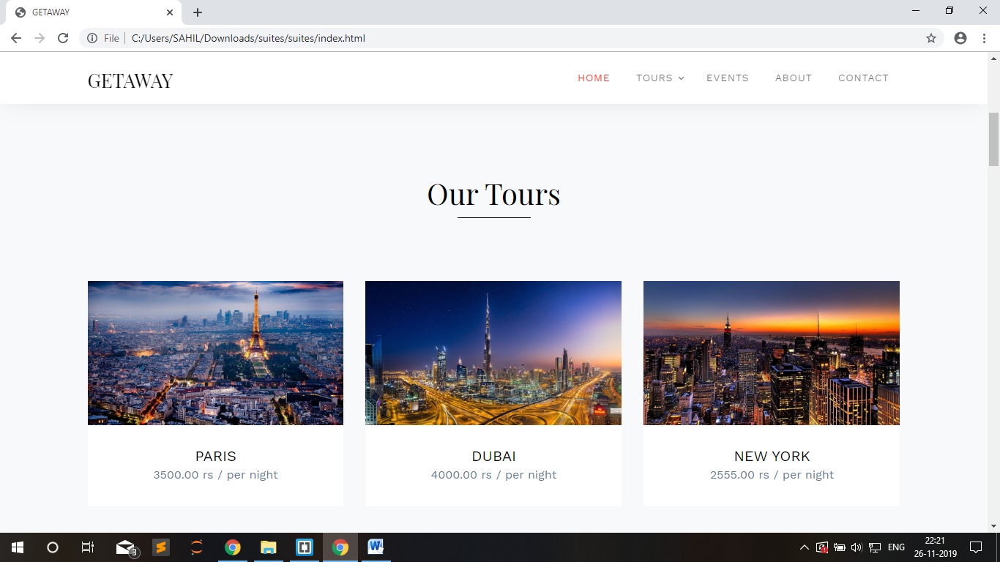 GETAWAY
File C:/Users/SAHIL/Downloads/suites/suites/index.html
GETAWAY
HOME TOURS EVENTS ABOUT CONTACT
Our Tours
PARIS
3500.00 rs / per night
DUBAI
4000.00 rs / per night
NEW YORK
2555.00 rs / per night
3
ENG
22:21
26-11-2019